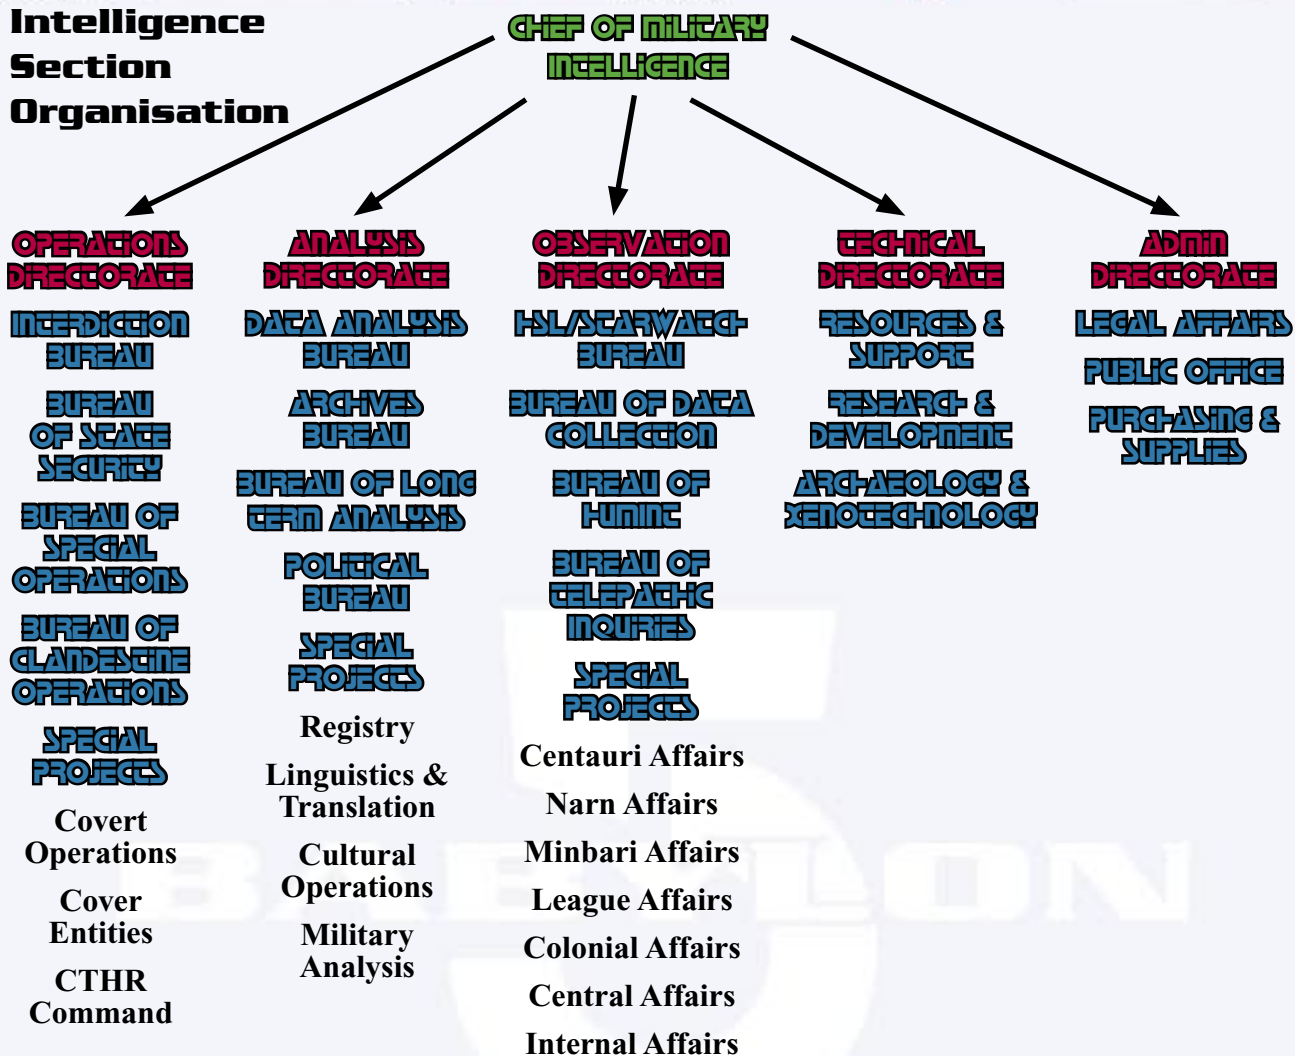 Intelligence
Section
Organisation
CHIEF OF MILITARY
INTELLIGENCE
OPERATIONS
DIRECTORATE
INTERDICTION
BUREAU
BUREAU
OF STATE
SECURITY
BUREAU OF
SPECIAL
OPERATIONS
BUREAU OF
CLANDESTINE
OPERATIONS
SPECIAL
PROJECTS
Covert
Operations
Cover
Entities
CTHR
Command
ANALYSIS
DIRECTORATE
DATA ANALYSIS
BUREAU
ARCHIVES
BUREAU
BUREAU OF LONG
TERM ANALYSIS
POLITICAL
BUREAU
SPECIAL
PROJECTS
Registry
Linguistics &
Translation
Cultural
Operations
Military
Analysis
OBSERVATION
DIRECTORATE
HSL/STARWATCH
BUREAU
BUREAU OF DATA
COLLECTION
BUREAU OF
HUMINT
BUREAU OF
TELEPATHIC
INQUIRIES
SPECIAL
PROJECTS
Centauri Affairs
Narn Affairs
Minbari Affairs
League Affairs
Colonial Affairs
Central Affairs
Internal Affairs
TECHNICAL
DIRECTORATE
RESOURCES &
SUPPORT
RESEARCH &
DEVELOPMENT
ARCHAEOLOGY &
XENOTECHNOLOGY
ADMIN
DIRECTORATE
LEGAL AFFAIRS
PUBLIC OFFICE
PURCHASING &
SUPPLIES
5
BABYLON